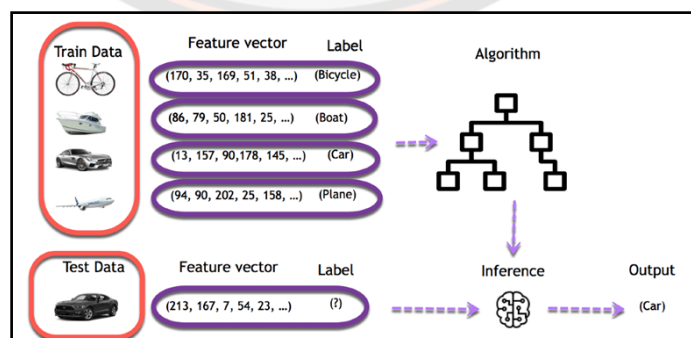 Train Data
Feature vector
Label
Algorithm
(170, 35, 169, 51, 38, ...)
(Bicycle)
(86, 79, 50, 181, 25, ...)
(Boat)
(13, 157, 90,178, 145, ...)
(Car)
(94, 90, 202, 25, 158, ...)
(Plane)
Test Data
Feature vector
Label
Inference
Output
(213, 167, 7, 54, 23, ...)
(?)
(Car)